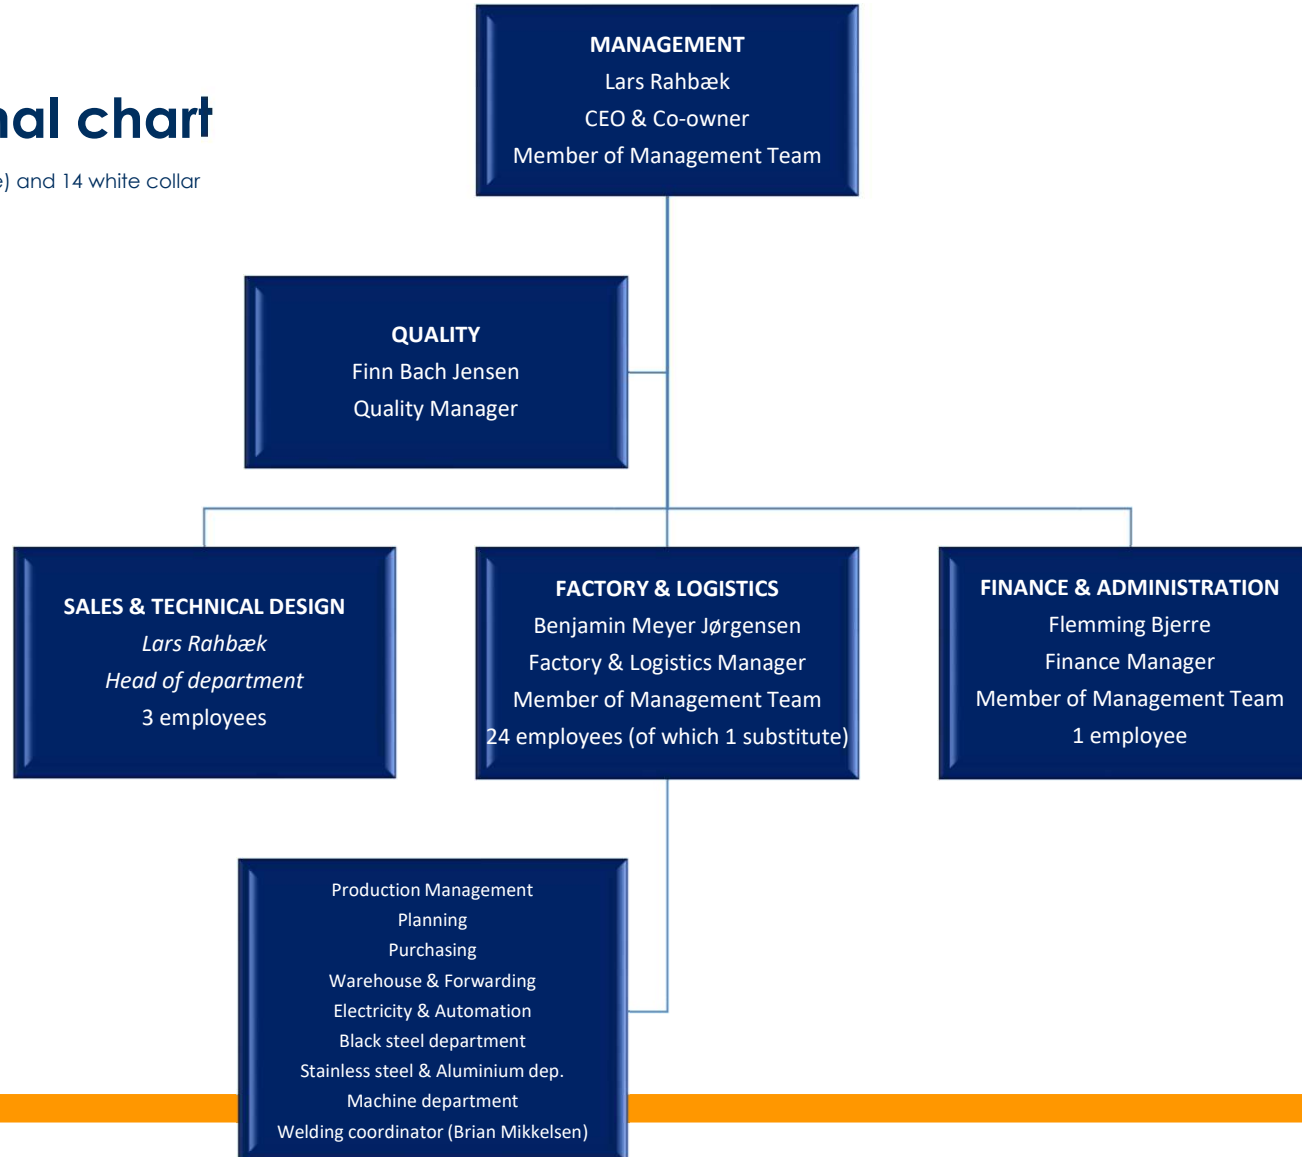 chart
and 14 white collar
MANAGEMENT
Lars Rahbæk
CEO & Co-owner
Member of Management Team
QUALITY
Finn Bach Jensen
Quality Manager
SALES & TECHNICAL DESIGN
Lars Rahbæk
Head of department
3 employees
FACTORY & LOGISTICS
Benjamin Meyer Jørgensen
Factory & Logistics Manager
Member of Management Team
24 employees (of which 1 substitute)
FINANCE & ADMINISTRATION
Flemming Bjerre
Finance Manager
Member of Management Team
1 employee
Production Management
Planning
Purchasing
Warehouse & Forwarding
Electricity & Automation
Black steel department
Stainless steel & Aluminium dep.
Machine department
Welding coordinator (Brian Mikkelsen)